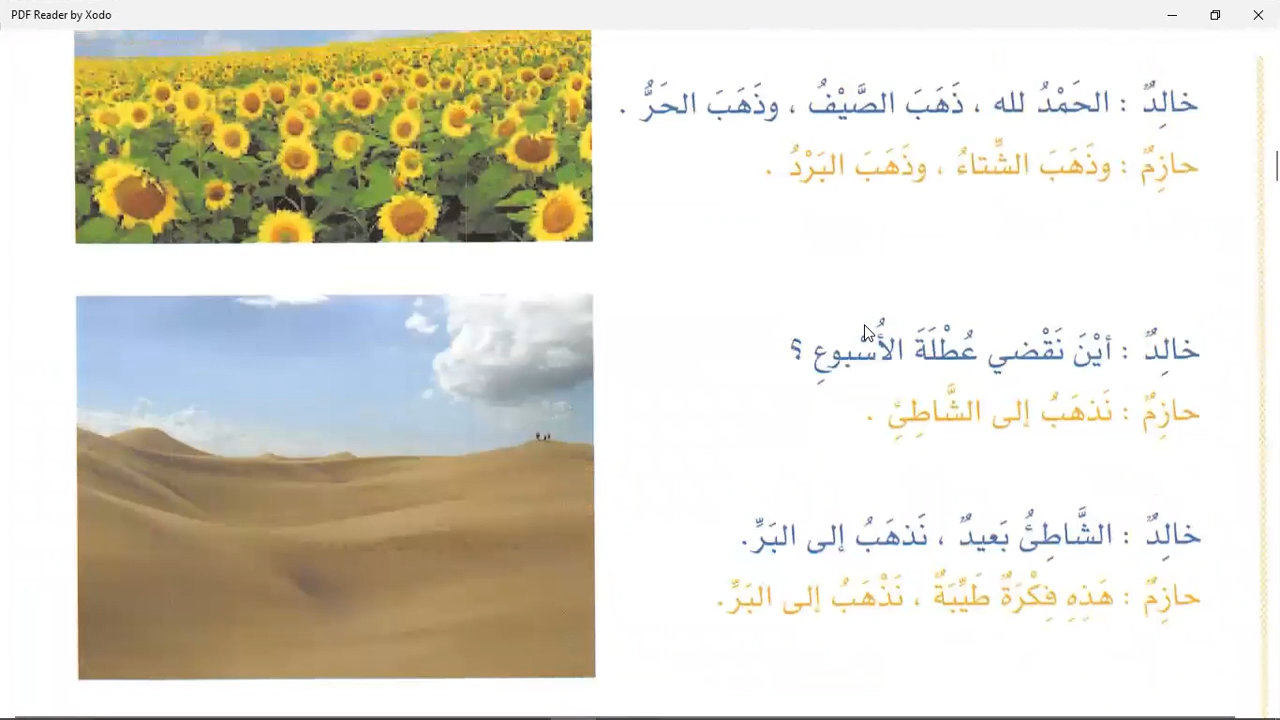 PDF Reader by Xodo
خالِدٌ : الحَمْدُ لله ، ذَهَبَ الصَّيْفُ ، وذَهَبَ الحَرُّ .
حازِمٌ : وذَهَبَ الشِّتاءُ ، وذَهَبَ البَرْدُ .
خالِدٌ : أيْنَ نَقْضي عُطْلَةَ الأُسْبوعِ ؟
حازِمٌ : نَذهَبُ إلى الشَّاطِئِ .
خالِدٌ : الشَّاطِئُ بَعيدٌ ، نَذهَبُ إلى البَرِّ.
حازِمٌ : هَذِهِ فِكْرَةٌ طَيِّبَةٌ ، نَذْهَبُ إلى البَرِّ.